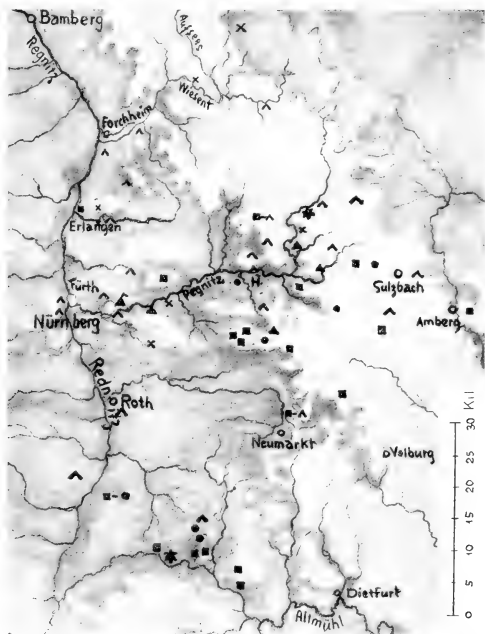 Bamberg
Regnitz
Aufsess
Wiesent
Forchheim
Erlangen
Fürth
Pegnitz
H.
Sulzbach
Nürnberg
Amberg
Rednitz
Roth
Neumarkt
Velburg
Kil
30
25
20
15
10
5
0
Dietfurt
Altmühl